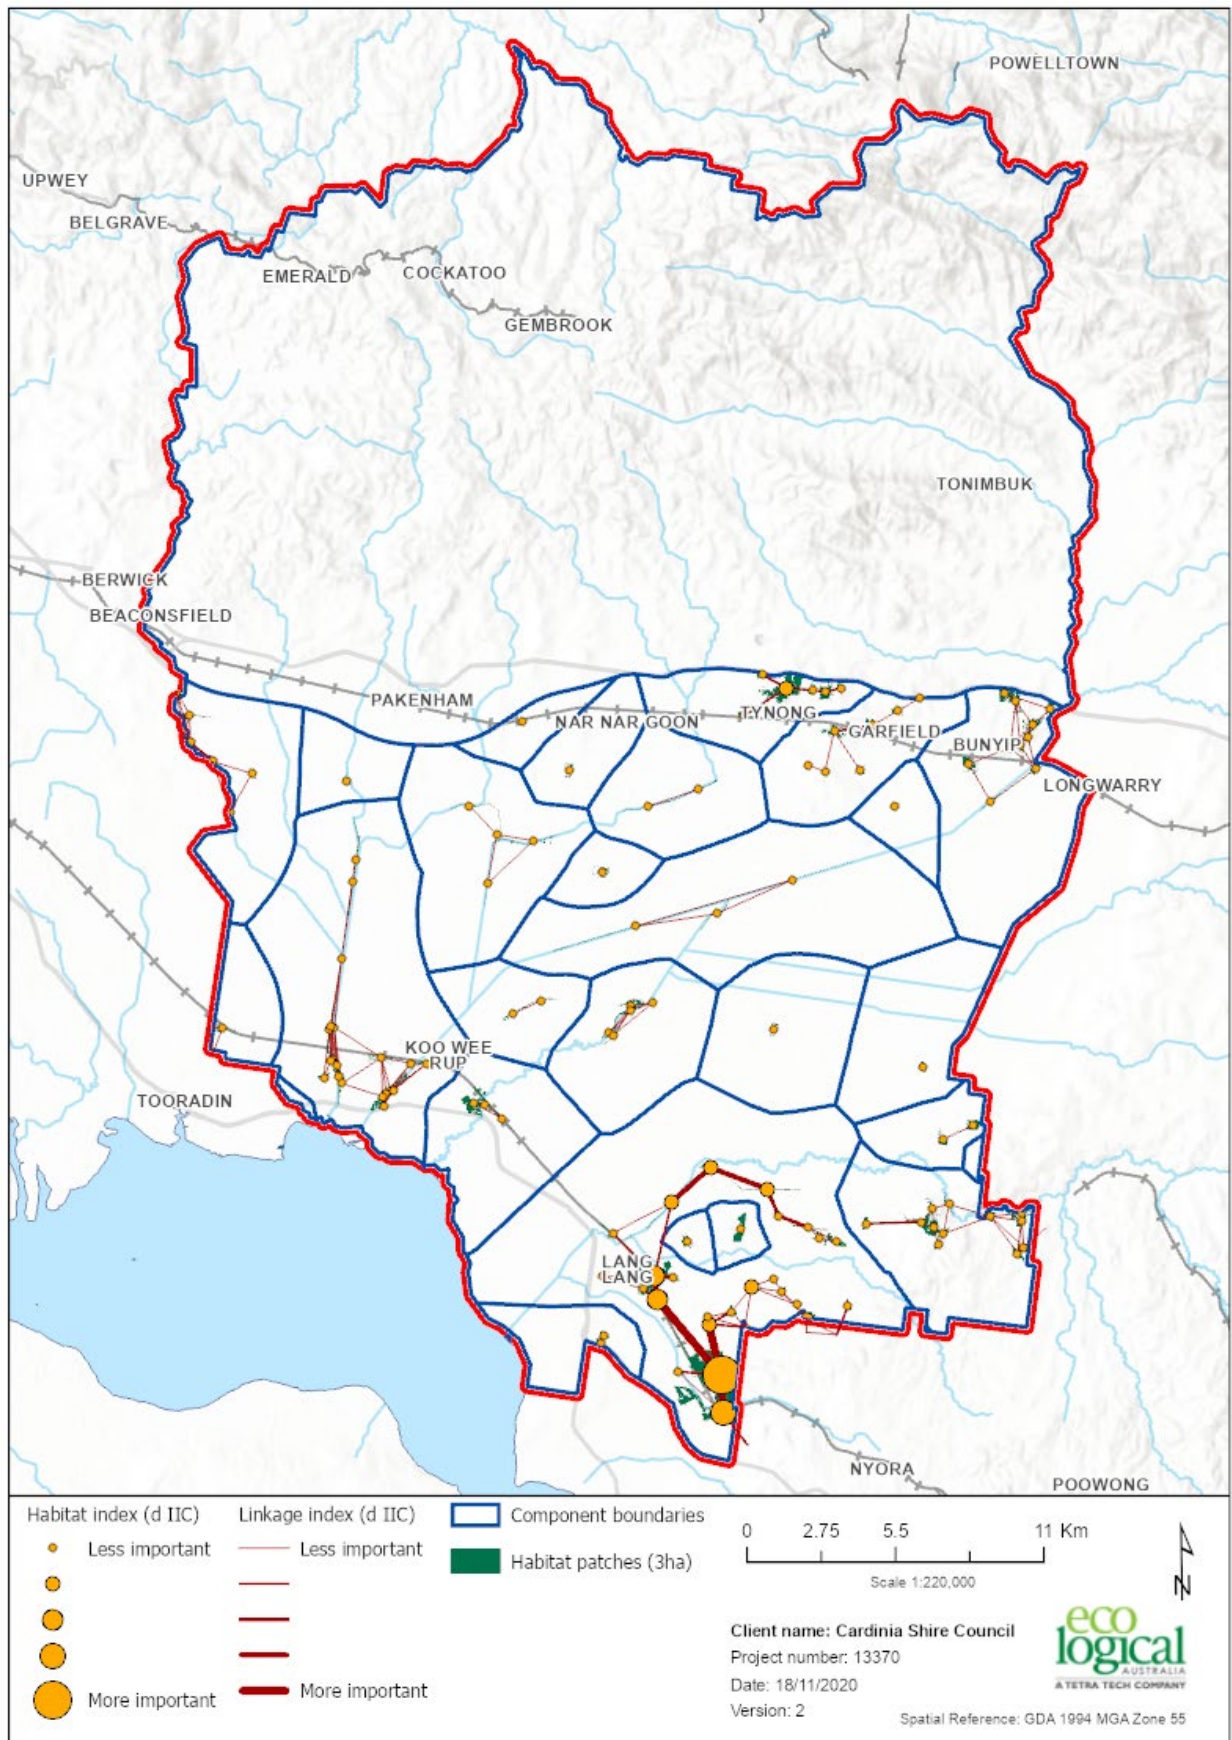 POWELLTOWN
UPWEY
BELGRAVE
EMERALD
COCKATOO
GEMBROOK
TONIMBUK
BERWICK
BEACONSFIELD
PAKENHAM
NAR NAR GOON
TYNONG
GARFIELD
BUNYIP
LONGWARRY
KOO WEE
RUP
TOORADIN
LANG
LANG
NYORA
POOWONG
Habitat index (d IIC)
Less important
More important
Linkage index (d IIC)
Less important
More important
Component boundaries
Habitat patches (3ha)
0 2.75 5.5 11 Km
Scale 1:220,000
N
Client name: Cardinia Shire Council
Project number: 13370
Date: 18/11/2020
Version: 2
eco
logical
AUSTRALIA
A TETRA TECH COMPANY
Spatial Reference: GDA 1994 MGA Zone 55